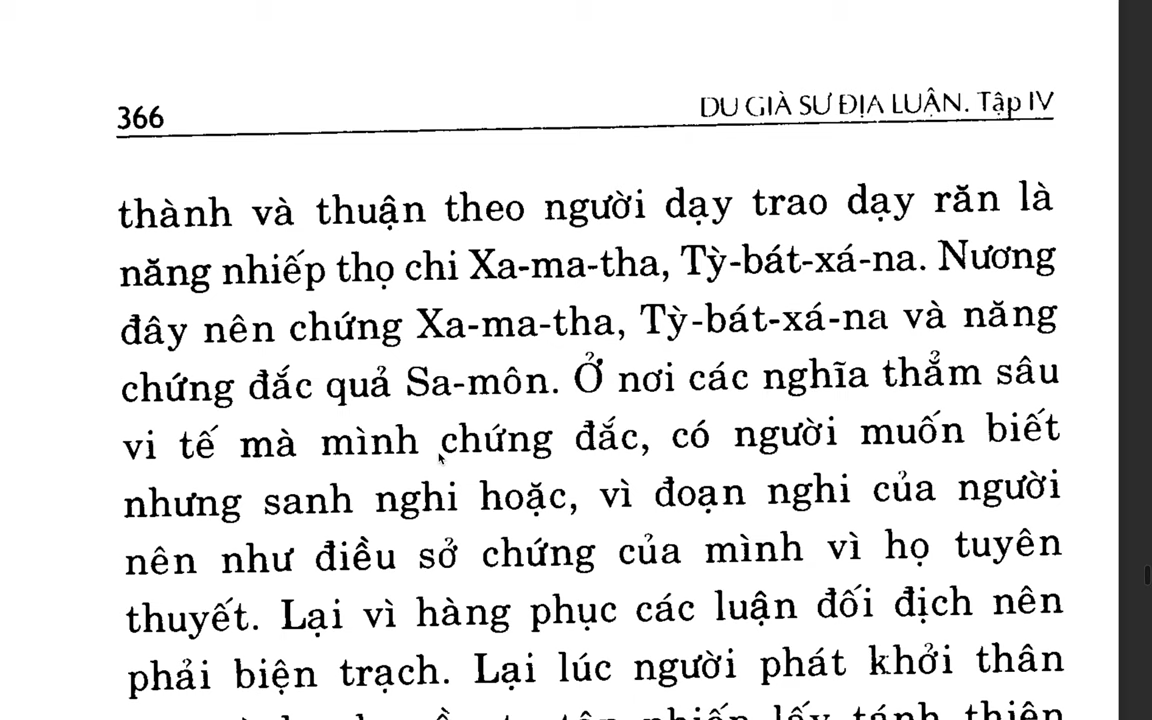 366
DU GIÀ SƯ ĐỊA LUẬN. Tập IV
thành và thuận theo người dạy trao dạy răn là
năng nhiếp thọ chi Xa-ma-tha, Tỳ-bát-xá-na. Nương
đây nên chứng Xa-ma-tha, Tỳ-bát-xá-na và năng
chứng đắc quả Sa-môn. Ở nơi các nghĩa thẳm sâu
vi tế mà mình chứng đắc, có người muốn biết
nhưng sanh nghi hoặc, vì đoạn nghi của người
nên như điều sở chứng của mình vì họ tuyên
thuyết. Lại vì hàng phục các luận đối địch nên
phải biện trạch. Lại lúc người phát khởi thân
nhiếp lấy tánh thiện